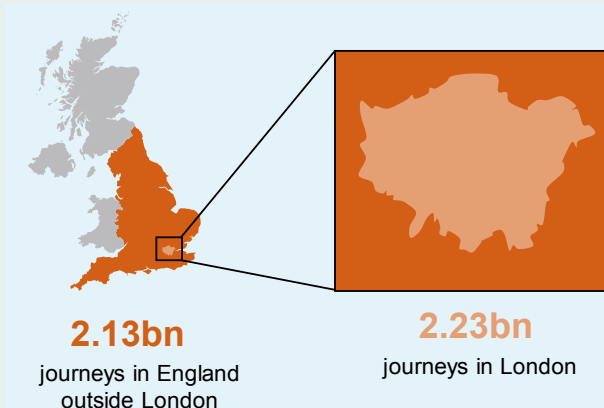 2.13bn
journeys in England
outside London
2.23bn
journeys in London